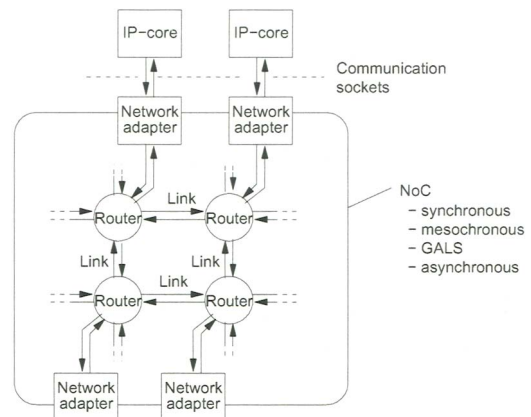 IP-core
IP-core
Communication
sockets
Network
adapter
Network
adapter
Link
Router
Router
NoC
- synchronous
- mesochronous
- GALS
- asynchronous
Link
Link
Link
Router
Router
Network
adapter
Network
adapter